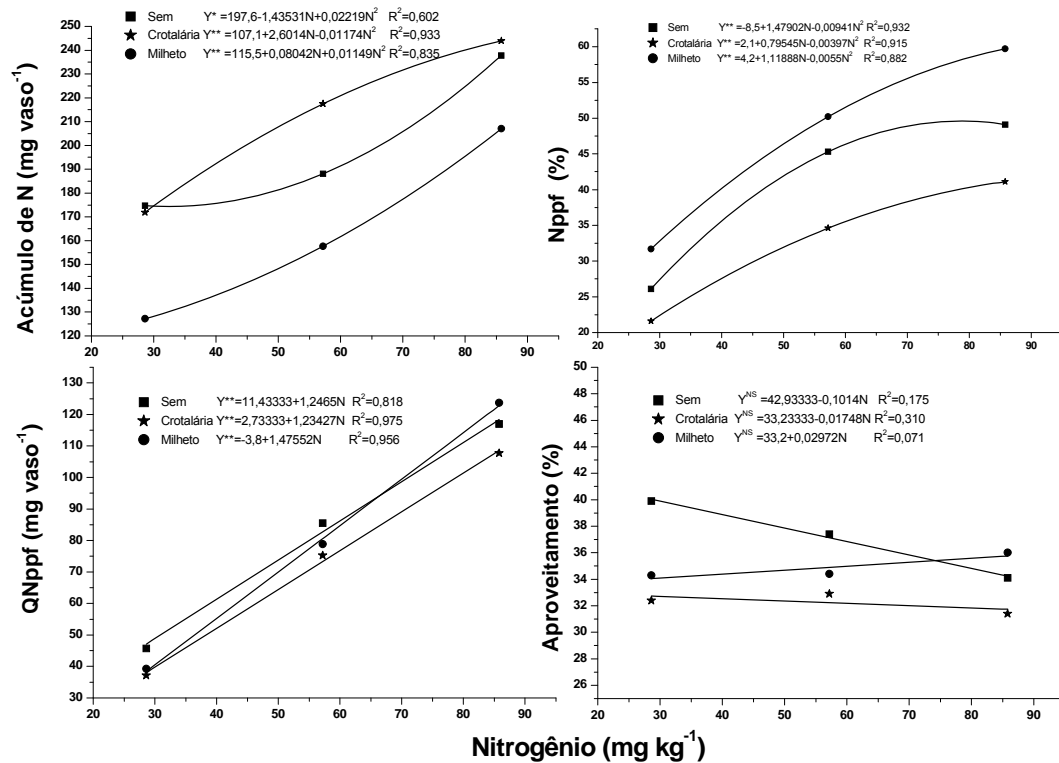 Sem Y* =197,6-1,43531N+0,02219N² R²=0,602
Crotalária Y** =107,1+2,6014N-0,01174N² R²=0,933
Milheto Y** =115,5+0,08042N+0,01149N² R²=0,835
250
240
230
220
210
200
190
180
170
160
150
140
130
120
20 30 40 50 60 70 80 90
Acúmulo de N (mg vaso⁻¹)
Sem Y** =-8,5+1,47902N-0,00941N² R²=0,932
Crotalária Y** =2,1+0,79545N-0,00397N² R²=0,915
Milheto Y** =4,2+1,11888N-0,0055N² R²=0,882
60
55
50
45
40
35
30
25
20
20 30 40 50 60 70 80 90
Nppf (%)
Sem Y**=11,43333+1,2465N R²=0,818
Crotalária Y**=2,73333+1,23427N R²=0,975
Milheto Y**=-3,8+1,47552N R²=0,956
130
120
110
100
90
80
70
60
50
40
30
20 30 40 50 60 70 80 90
QNppf (mg vaso⁻¹)
Sem Yᴺˢ=42,93333-0,1014N R²=0,175
Crotalária Yᴺˢ=33,23333-0,01748N R²=0,310
Milheto Yᴺˢ=33,2+0,02972N R²=0,071
50
48
46
44
42
40
38
36
34
32
30
28
26
24
20 30 40 50 60 70 80 90
Aproveitamento (%)
Nitrogênio (mg kg⁻¹)